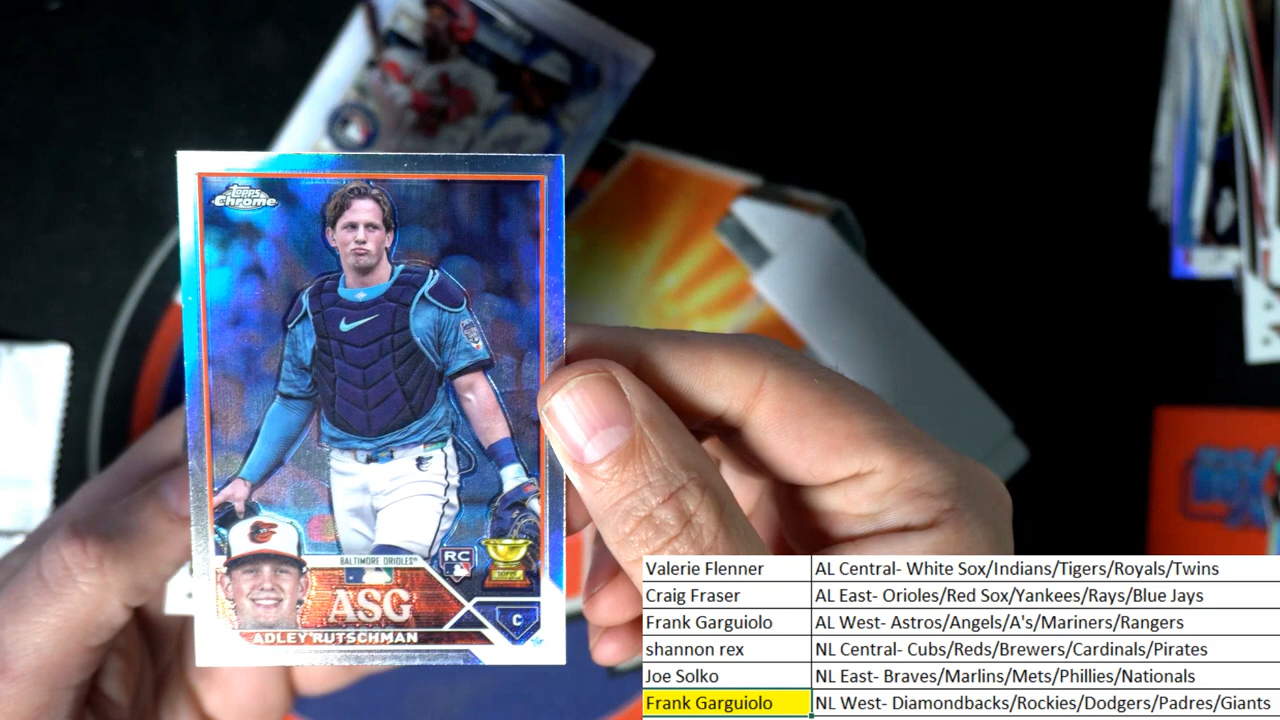 Topps
Chrome
BALTIMORE ORIOLES
RC
ASG
C
ADLEY RUTSCHMAN
Valerie Flenner AL Central- White Sox/Indians/Tigers/Royals/Twins
Craig Fraser AL East- Orioles/Red Sox/Yankees/Rays/Blue Jays
Frank Garguiolo AL West- Astros/Angels/A's/Mariners/Rangers
shannon rex NL Central- Cubs/Reds/Brewers/Cardinals/Pirates
Joe Solko NL East- Braves/Marlins/Mets/Phillies/Nationals
Frank Garguiolo NL West- Diamondbacks/Rockies/Dodgers/Padres/Giants